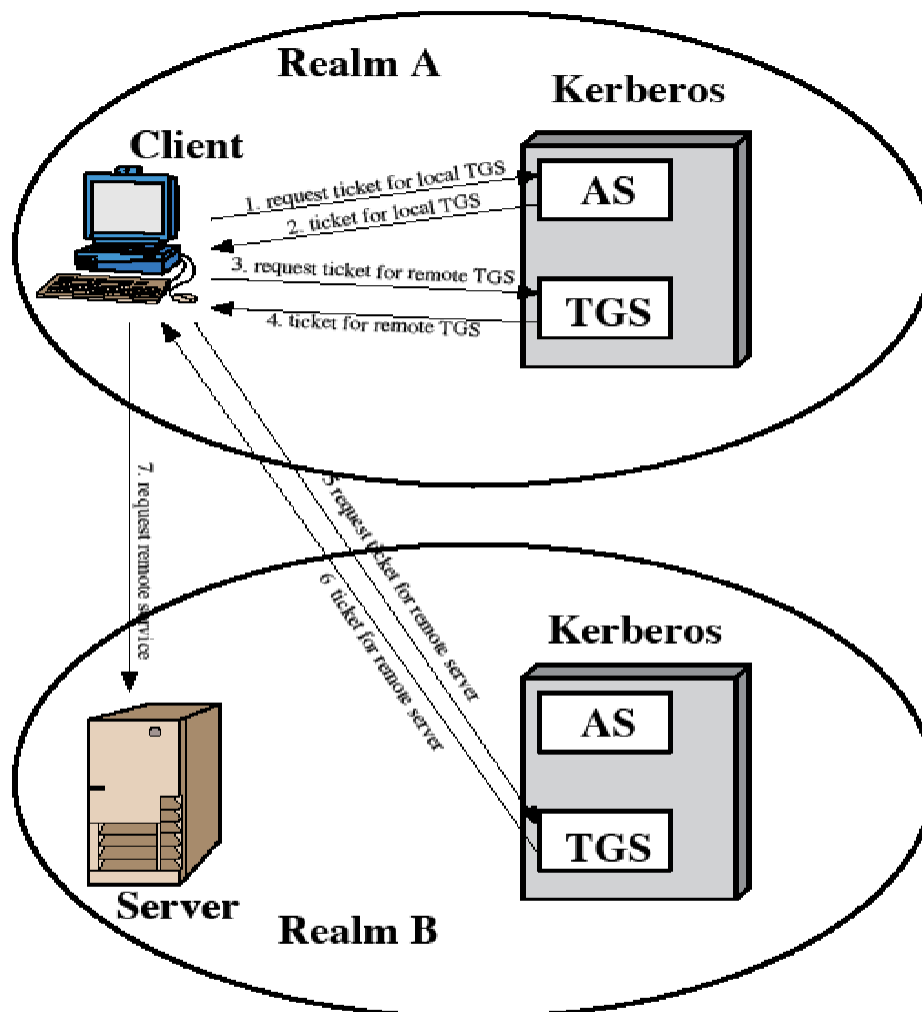 Realm A
Kerberos
Client
1. request ticket for local TGS
AS
2. ticket for local TGS
3. request ticket for remote TGS
TGS
4. ticket for remote TGS
7. request remote service
5 request ticket for remote server
6 ticket for remote server
Kerberos
AS
TGS
Server
Realm B